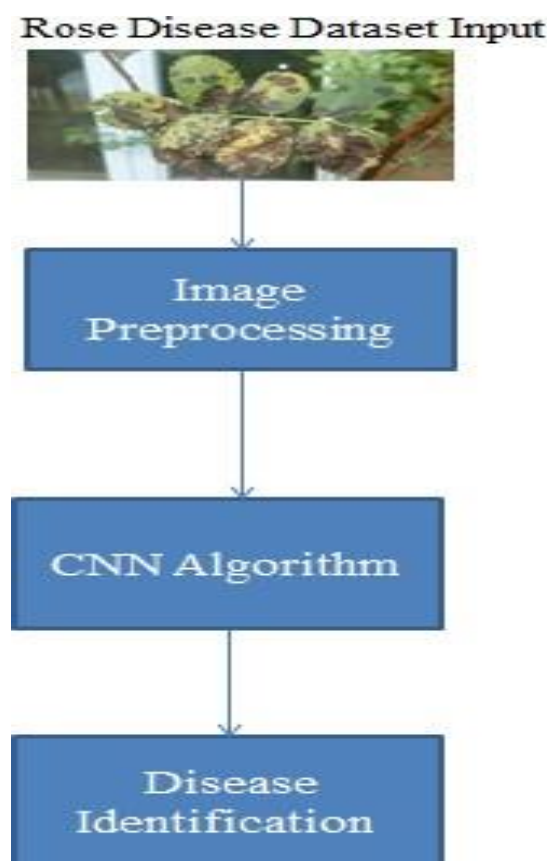 Rose Disease Dataset Input
Image
Preprocessing
CNN Algorithm
Disease
Identification